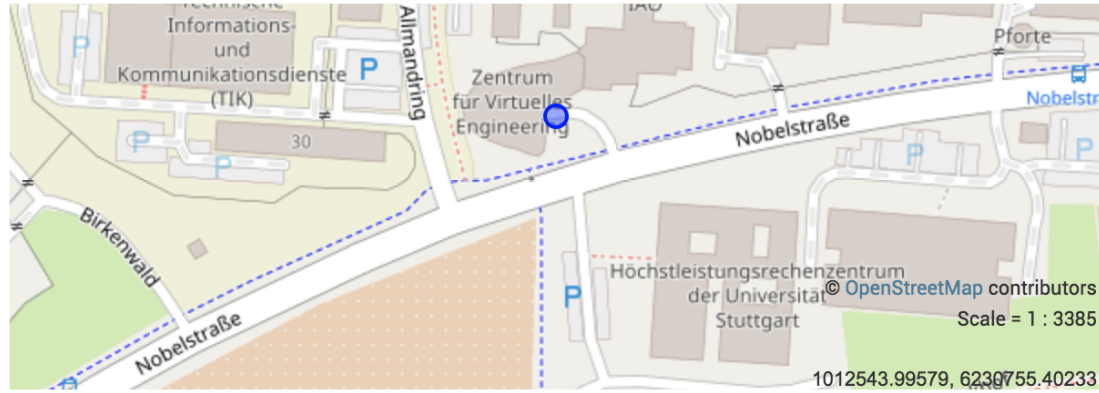 Technische
Informations-
und
Kommunikationsdienste
(TIK)
P
P
Allmandring
IAO
Pforte
Zentrum
für Virtuelles
Engineering
Nobelstr
Nobelstraße
P
30
P
P
P
Birkenwald
Höchstleistungsrechenzentrum
der Universität
Stuttgart
P
© OpenStreetMap contributors
Scale = 1 : 3385
Nobelstraße
1012543.99579, 6230755.40233